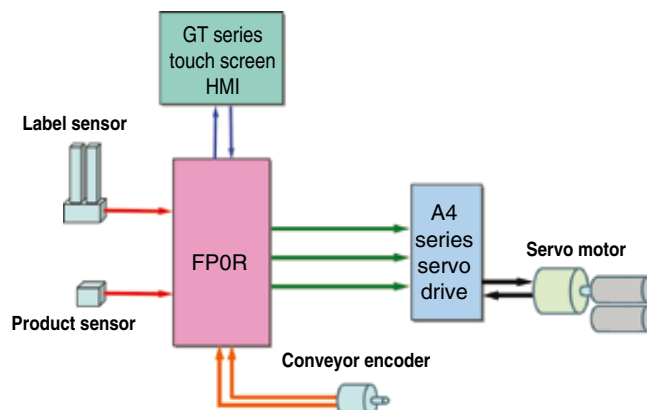 GT series
touch screen
HMI
Label sensor
FP0R
A4
series
servo
drive
Servo motor
Product sensor
Conveyor encoder